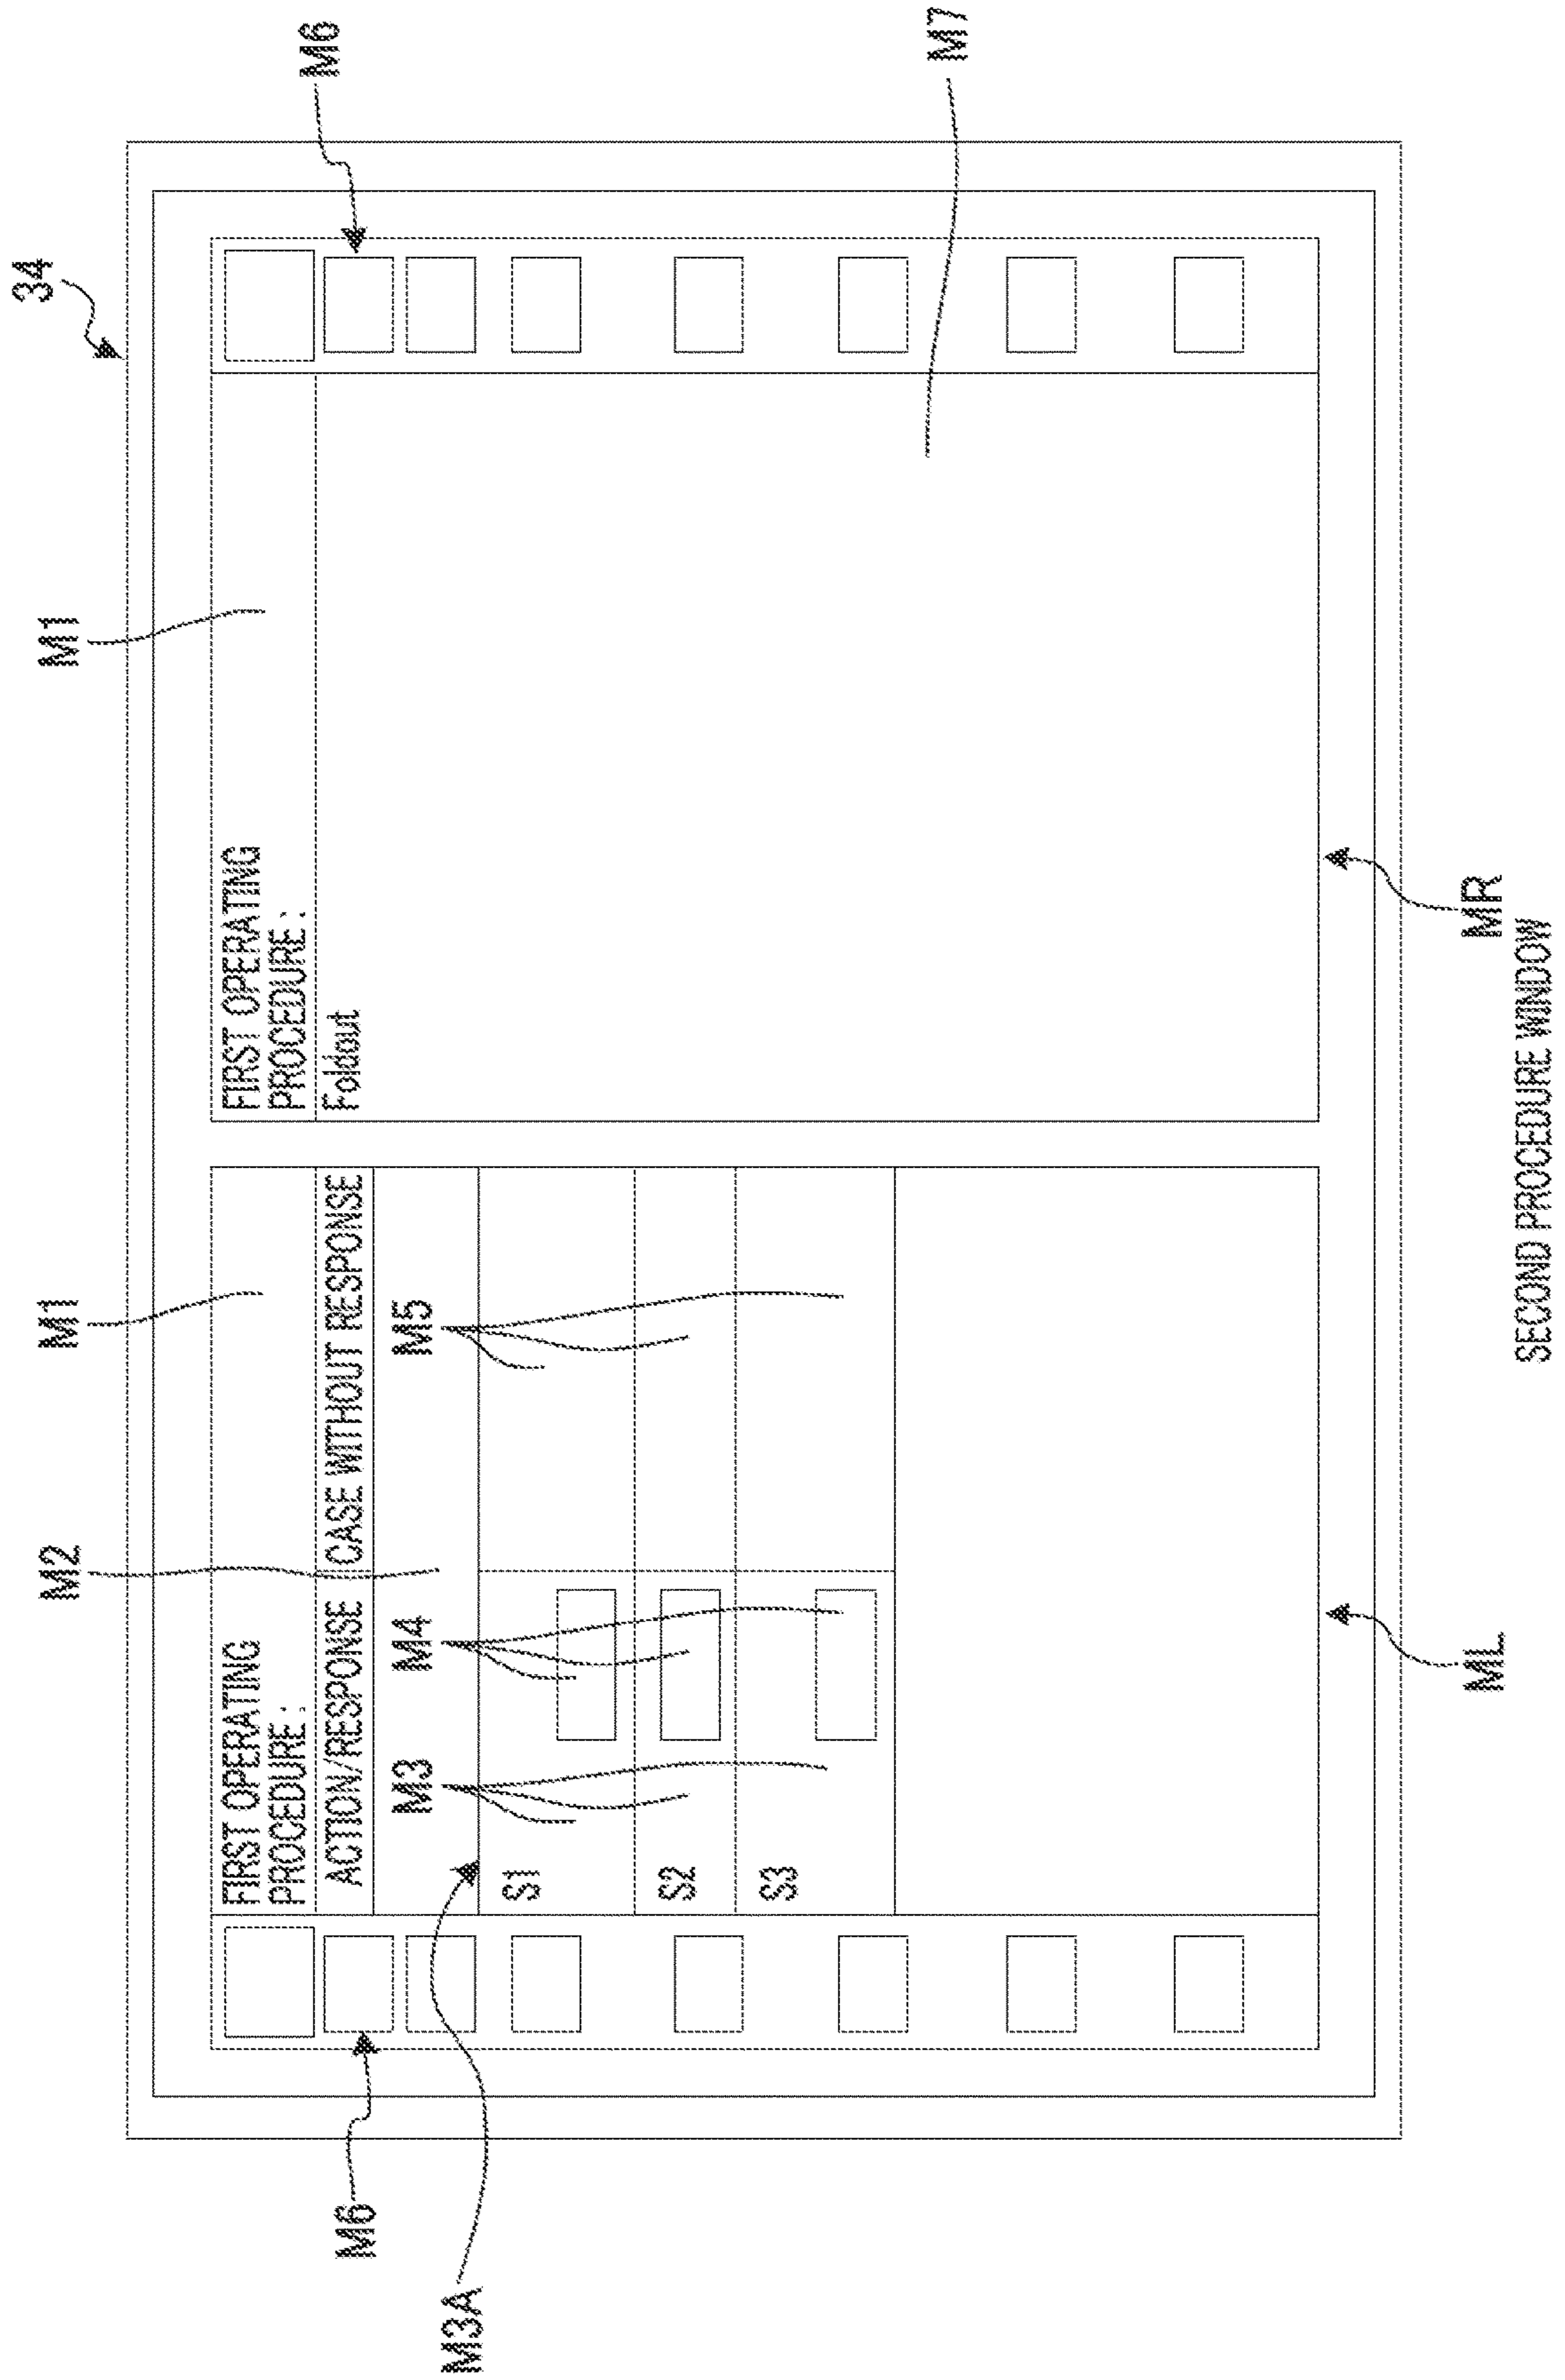 34
M1
M2
M1
M6
M6
FIRST OPERATING
PROCEDURE :
ACTION/RESPONSE
CASE WITHOUT RESPONSE
M3A
M3
M4
M5
S1
S2
S3
FIRST OPERATING
PROCEDURE :
Foldout
M7
ML
MR
SECOND PROCEDURE WINDOW